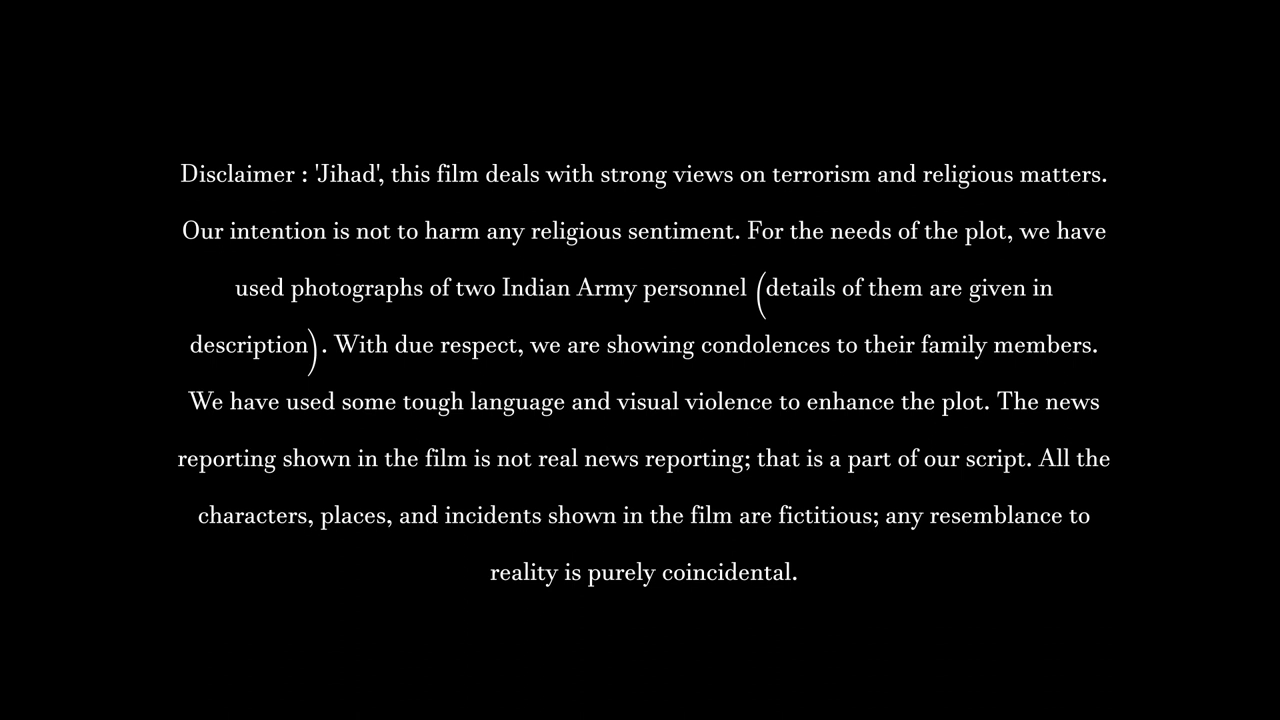 Disclaimer : 'Jihad', this film deals with strong views on terrorism and religious matters.
Our intention is not to harm any religious sentiment. For the needs of the plot, we have
used photographs of two Indian Army personnel (details of them are given in
description). With due respect, we are showing condolences to their family members.
We have used some tough language and visual violence to enhance the plot. The news
reporting shown in the film is not real news reporting; that is a part of our script. All the
characters, places, and incidents shown in the film are fictitious; any resemblance to
reality is purely coincidental.